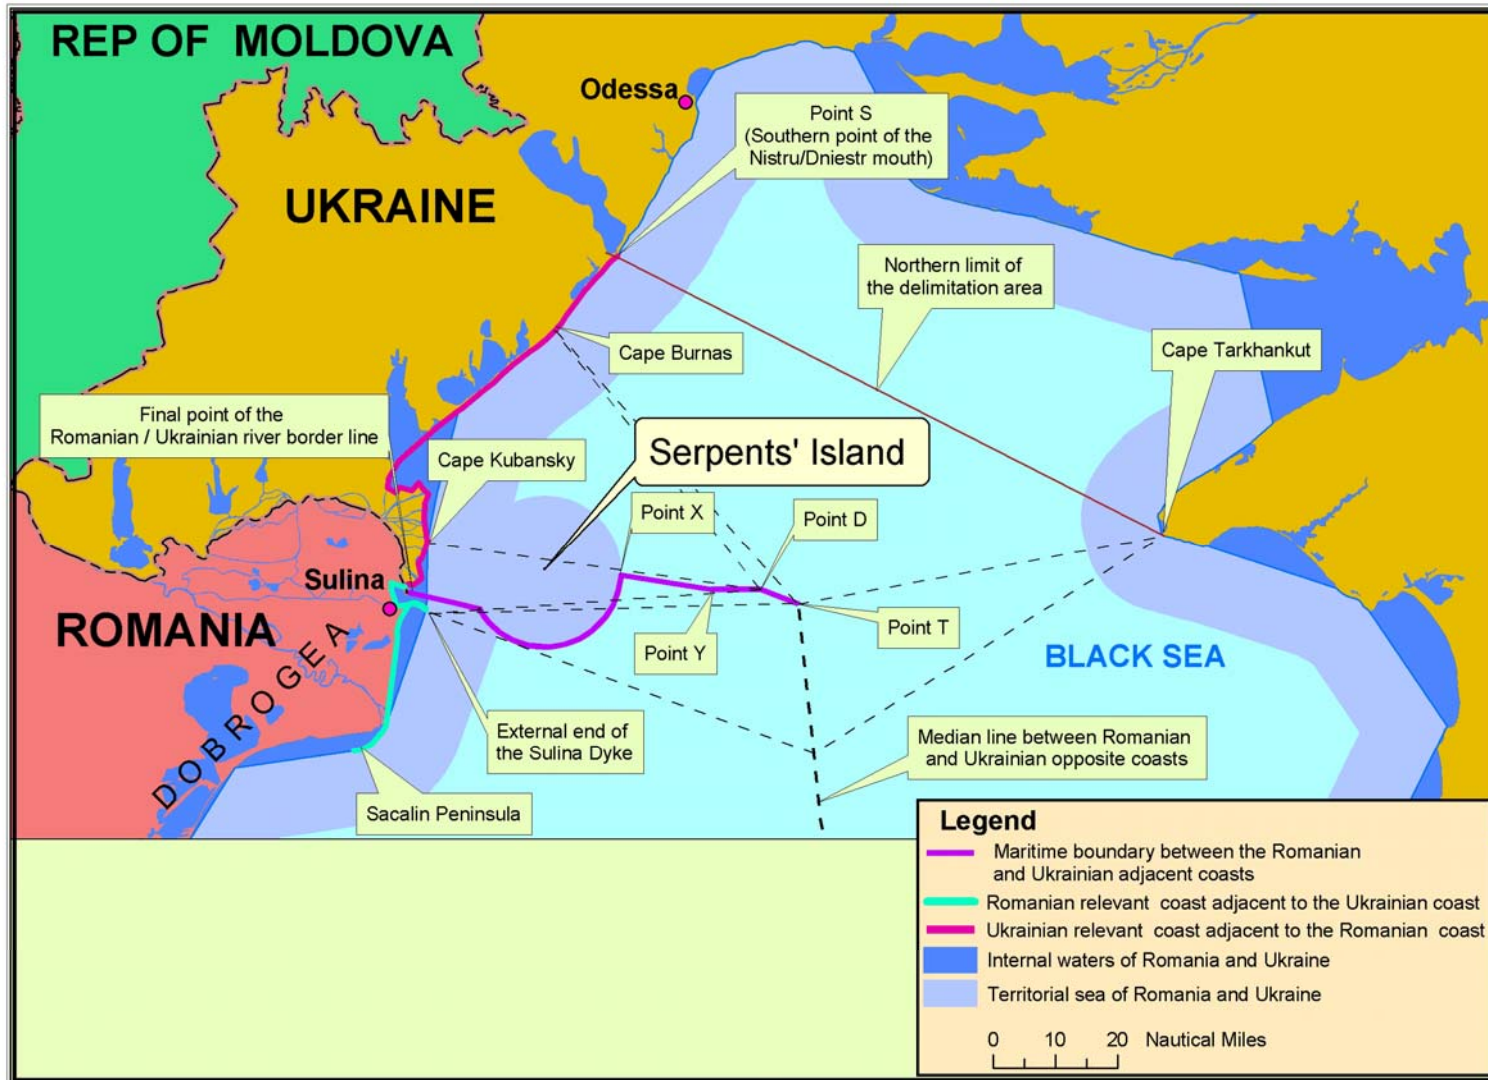 REP OF MOLDOVA
Odessa
Point S
(Southern point of the
Nistru/Dniestr mouth)
UKRAINE
Northern limit of
the delimitation area
Cape Burnas
Cape Tarkhankut
Final point of the
Romanian / Ukrainian river border line
Serpents' Island
Cape Kubansky
Point X
Point D
Sulina
ROMANIA
Point T
Point Y
BLACK SEA
DOBROGEA
External end of
the Sulina Dyke
Median line between Romanian
and Ukrainian opposite coasts
Sacalin Peninsula
Legend
Maritime boundary between the Romanian
and Ukrainian adjacent coasts
Romanian relevant coast adjacent to the Ukrainian coast
Ukrainian relevant coast adjacent to the Romanian coast
Internal waters of Romania and Ukraine
Territorial sea of Romania and Ukraine
0 10 20 Nautical Miles